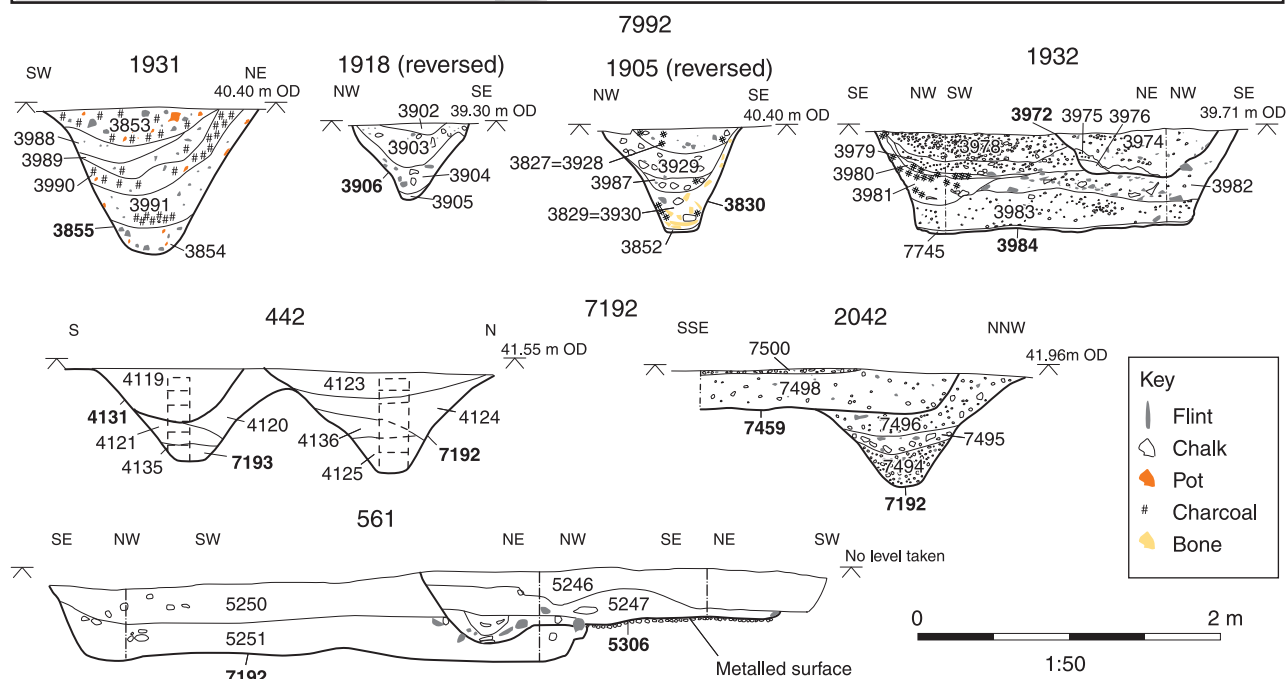 7992
1931
SW
NE
40.40 m OD
3853
3988
3989
3990
3991
3855
3854
1918 (reversed)
NW
SE
39.30 m OD
3902
3903
3904
3906
3905
1905 (reversed)
NW
SE
40.40 m OD
3827=3928
3929
3987
3829=3930
3830
3852
1932
SE
NW
SW
NE
NW
SE
39.71 m OD
3972
3975
3976
3974
3979
3978
3980
3981
3982
3983
7745
3984
7192
442
S
N
41.55 m OD
4119
4123
4131
4120
4124
4121
4136
4135
7193
4125
7192
2042
SSE
NNW
41.96m OD
7500
7498
7496
7459
7495
7494
7192
Key
Flint
Chalk
Pot
# Charcoal
Bone
561
SE
NW
SW
NE
NW
SE
NE
SW
No level taken
5246
5250
5247
5251
5306
7192
Metalled surface
0
2 m
1:50